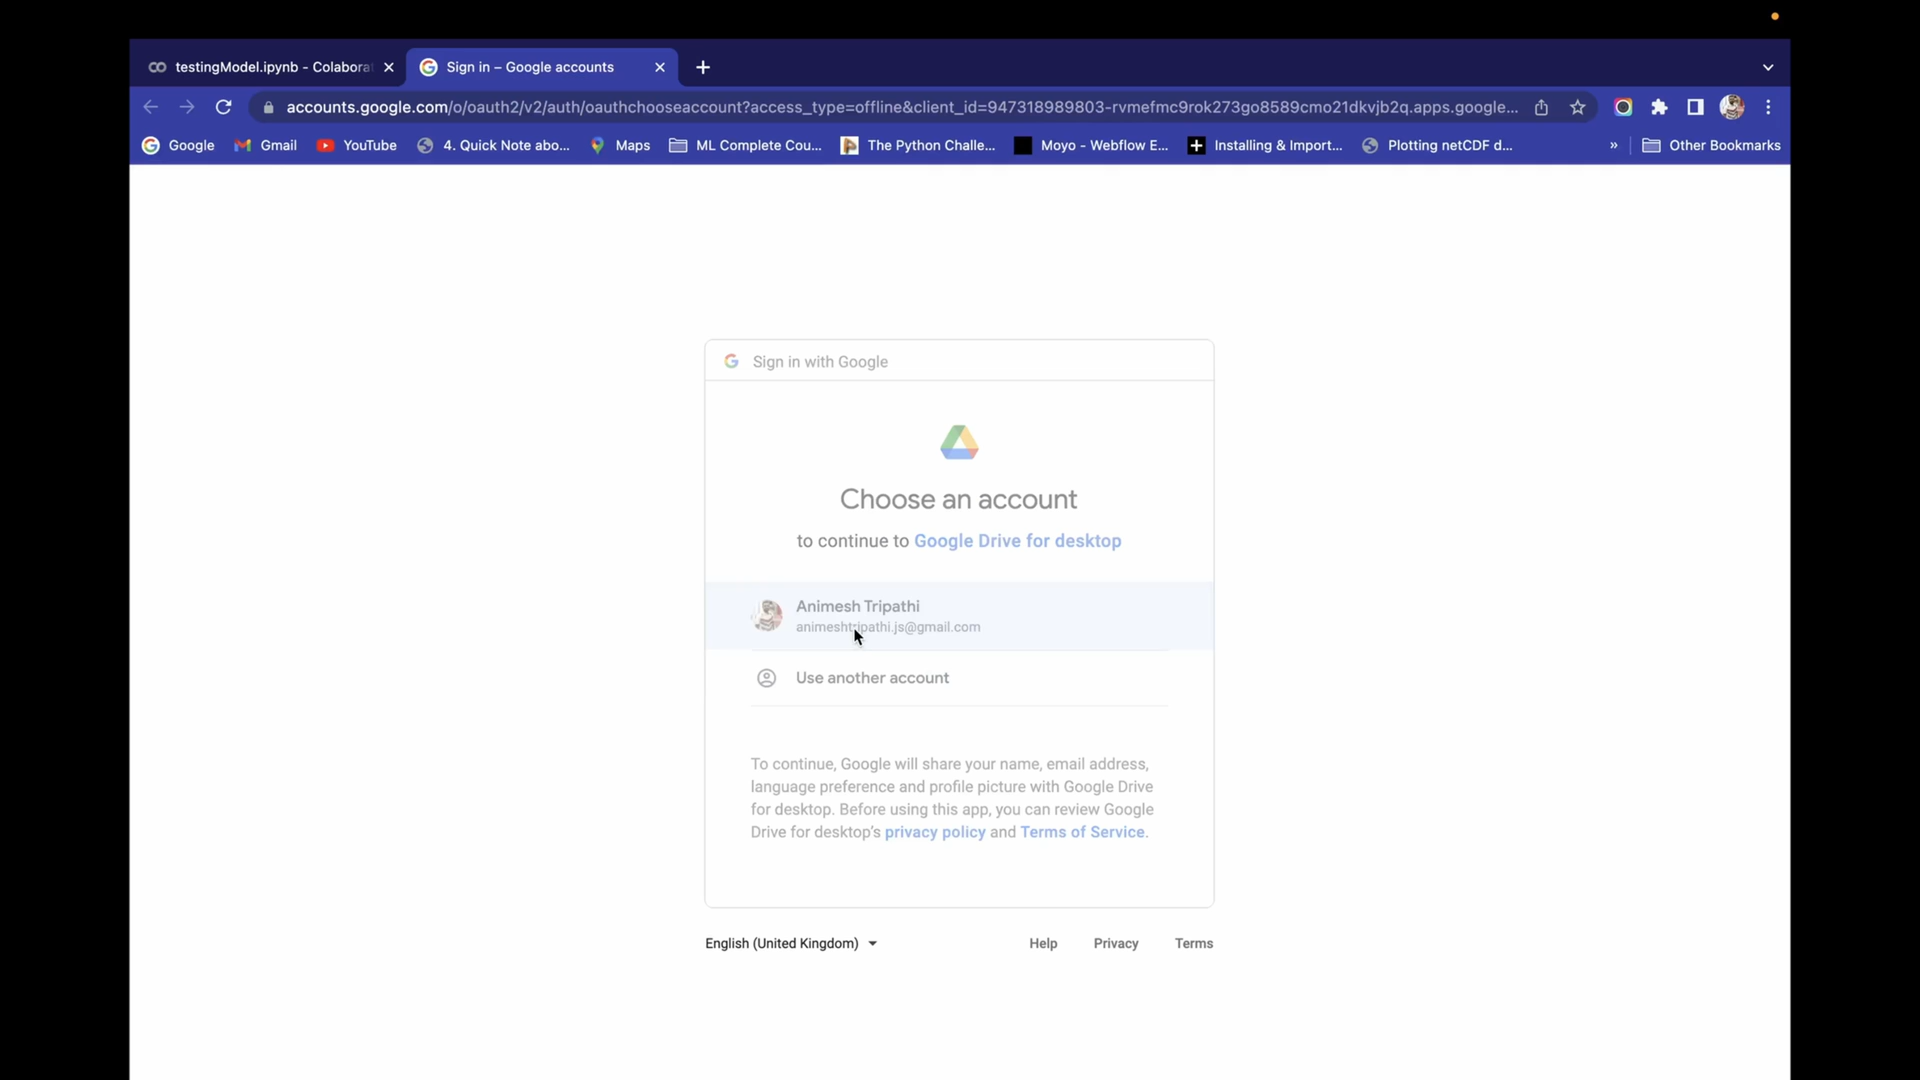 testingModel.ipynb - Colabora
Sign in – Google accounts
accounts.google.com/o/oauth2/v2/auth/oauthchooseaccount?access_type=offline&client_id=947318989803-rvmefmc9rok273go8589cmo21dkvjb2q.apps.google...
Google
Gmail
YouTube
4. Quick Note abo...
Maps
ML Complete Cou...
The Python Challe...
Moyo - Webflow E...
Installing & Import...
Plotting netCDF d...
»
Other Bookmarks
Sign in with Google
Choose an account
to continue to Google Drive for desktop
Animesh Tripathi
animeshtripathi.js@gmail.com
Use another account
To continue, Google will share your name, email address,
language preference and profile picture with Google Drive
for desktop. Before using this app, you can review Google
Drive for desktop's privacy policy and Terms of Service.
English (United Kingdom)
Help
Privacy
Terms